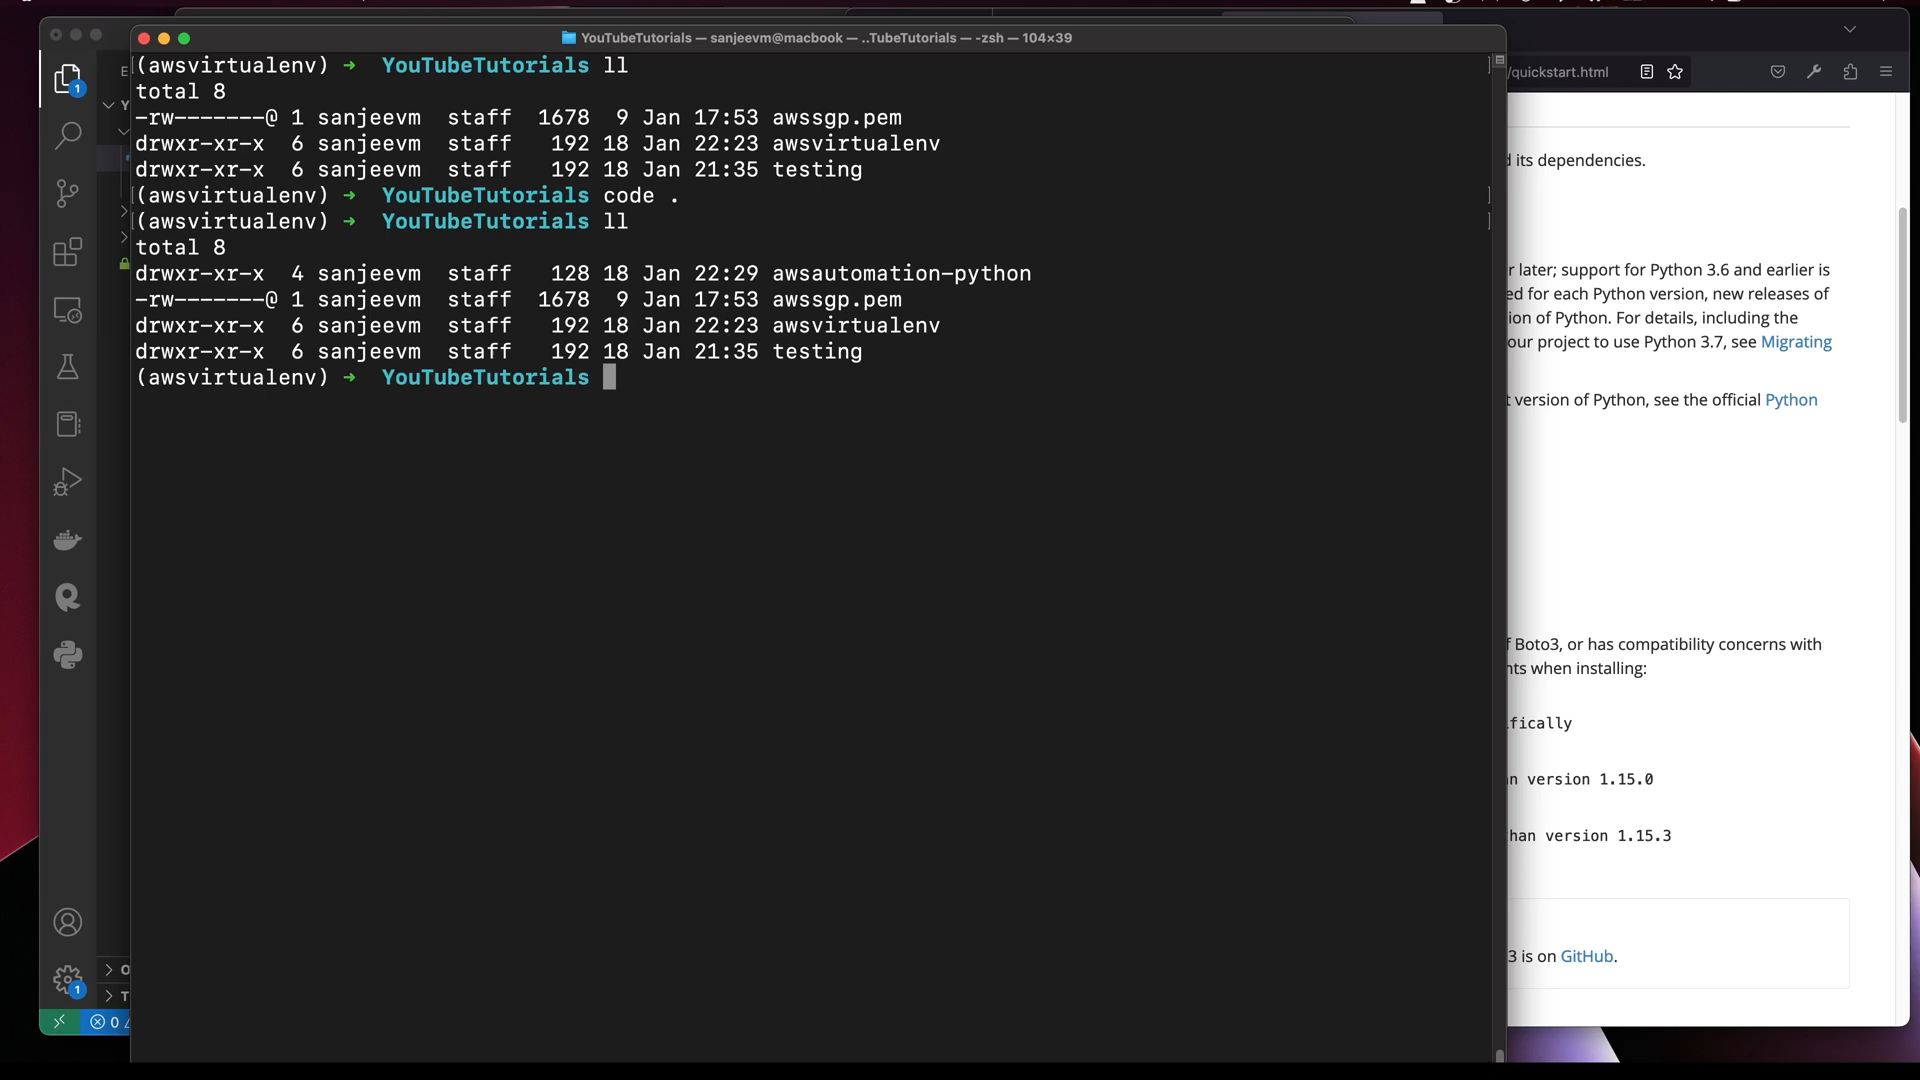 YouTubeTutorials — sanjeevm@macbook — ..TubeTutorials — -zsh — 104×39
(awsvirtualenv) ➜ YouTubeTutorials ll
total 8
-rw-------@ 1 sanjeevm staff 1678 9 Jan 17:53 awssgp.pem
drwxr-xr-x 6 sanjeevm staff 192 18 Jan 22:23 awsvirtualenv
drwxr-xr-x 6 sanjeevm staff 192 18 Jan 21:35 testing
(awsvirtualenv) ➜ YouTubeTutorials code .
(awsvirtualenv) ➜ YouTubeTutorials ll
total 8
drwxr-xr-x 4 sanjeevm staff 128 18 Jan 22:29 awsautomation-python
-rw-------@ 1 sanjeevm staff 1678 9 Jan 17:53 awssgp.pem
drwxr-xr-x 6 sanjeevm staff 192 18 Jan 22:23 awsvirtualenv
drwxr-xr-x 6 sanjeevm staff 192 18 Jan 21:35 testing
(awsvirtualenv) ➜ YouTubeTutorials
E
Y
1
O
1
T
0
/quickstart.html
its dependencies.
r later; support for Python 3.6 and earlier is
ed for each Python version, new releases of
ion of Python. For details, including the
our project to use Python 3.7, see Migrating
t version of Python, see the official Python
f Boto3, or has compatibility concerns with
nts when installing:
ifically
n version 1.15.0
han version 1.15.3
3 is on GitHub.